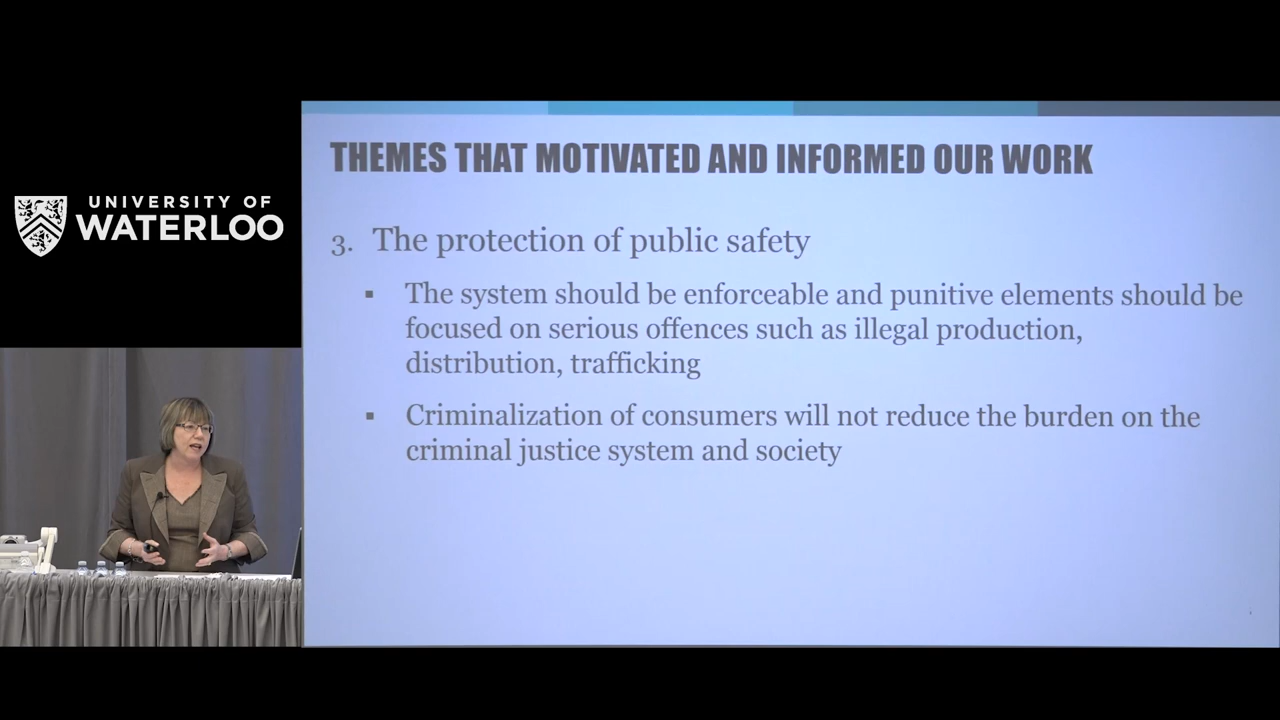 UNIVERSITY OF
WATERLOO
THEMES THAT MOTIVATED AND INFORMED OUR WORK
3. The protection of public safety
▪ The system should be enforceable and punitive elements should be
focused on serious offences such as illegal production,
distribution, trafficking
▪ Criminalization of consumers will not reduce the burden on the
criminal justice system and society